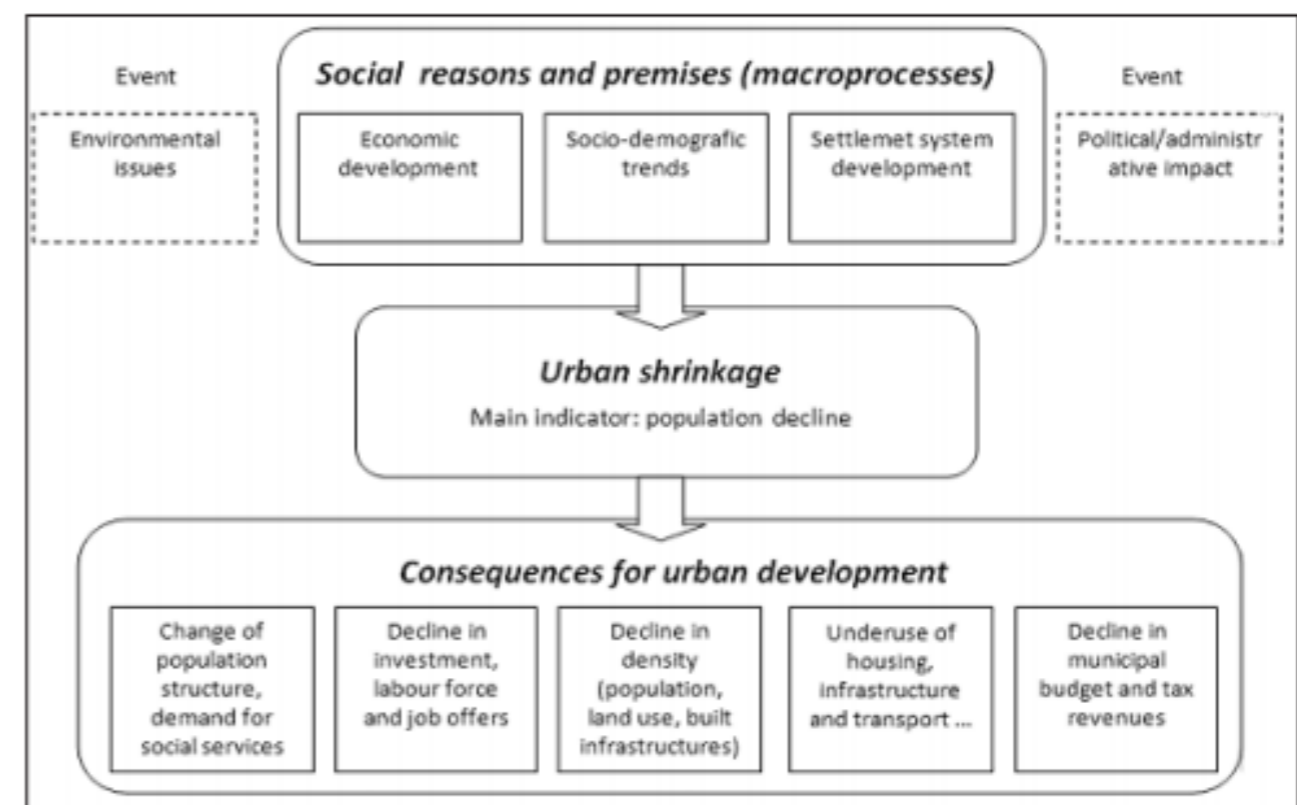 Event
Social reasons and premises (macroprocesses)
Event
Environmental
issues
Economic
development
Socio-demografic
trends
Settlemet system
development
Political/administr
ative impact
Urban shrinkage
Main indicator: population decline
Consequences for urban development
Change of
population
structure,
demand for
social services
Decline in
investment,
labour force
and job offers
Decline in
density
(population,
land use, built
infrastructures)
Underuse of
housing,
infrastructure
and transport ...
Decline in
municipal
budget and tax
revenues